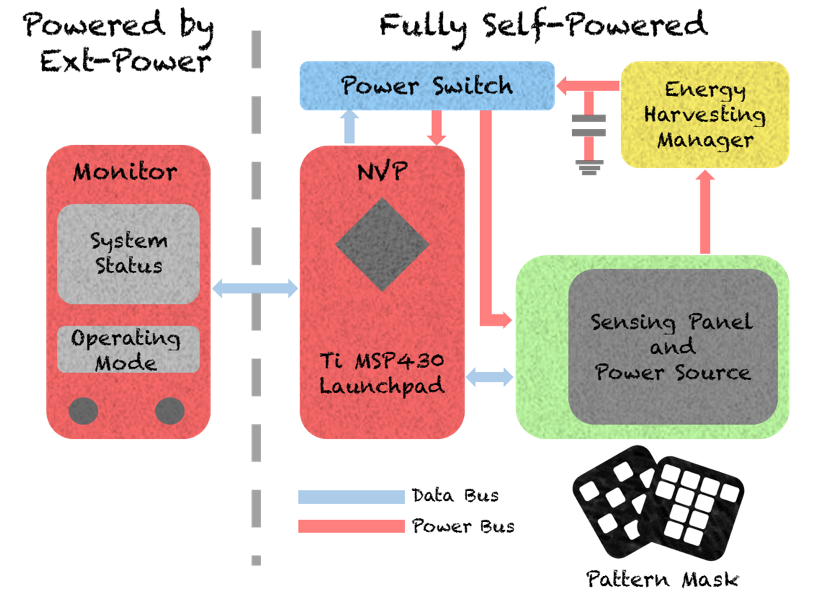 Powered by
Ext-Power
Fully Self-Powered
Power Switch
Energy
Harvesting
Manager
Monitor
System
Status
Operating
Mode
NVP
Ti MSP430
Launchpad
Sensing Panel
and
Power Source
Data Bus
Power Bus
Pattern Mask